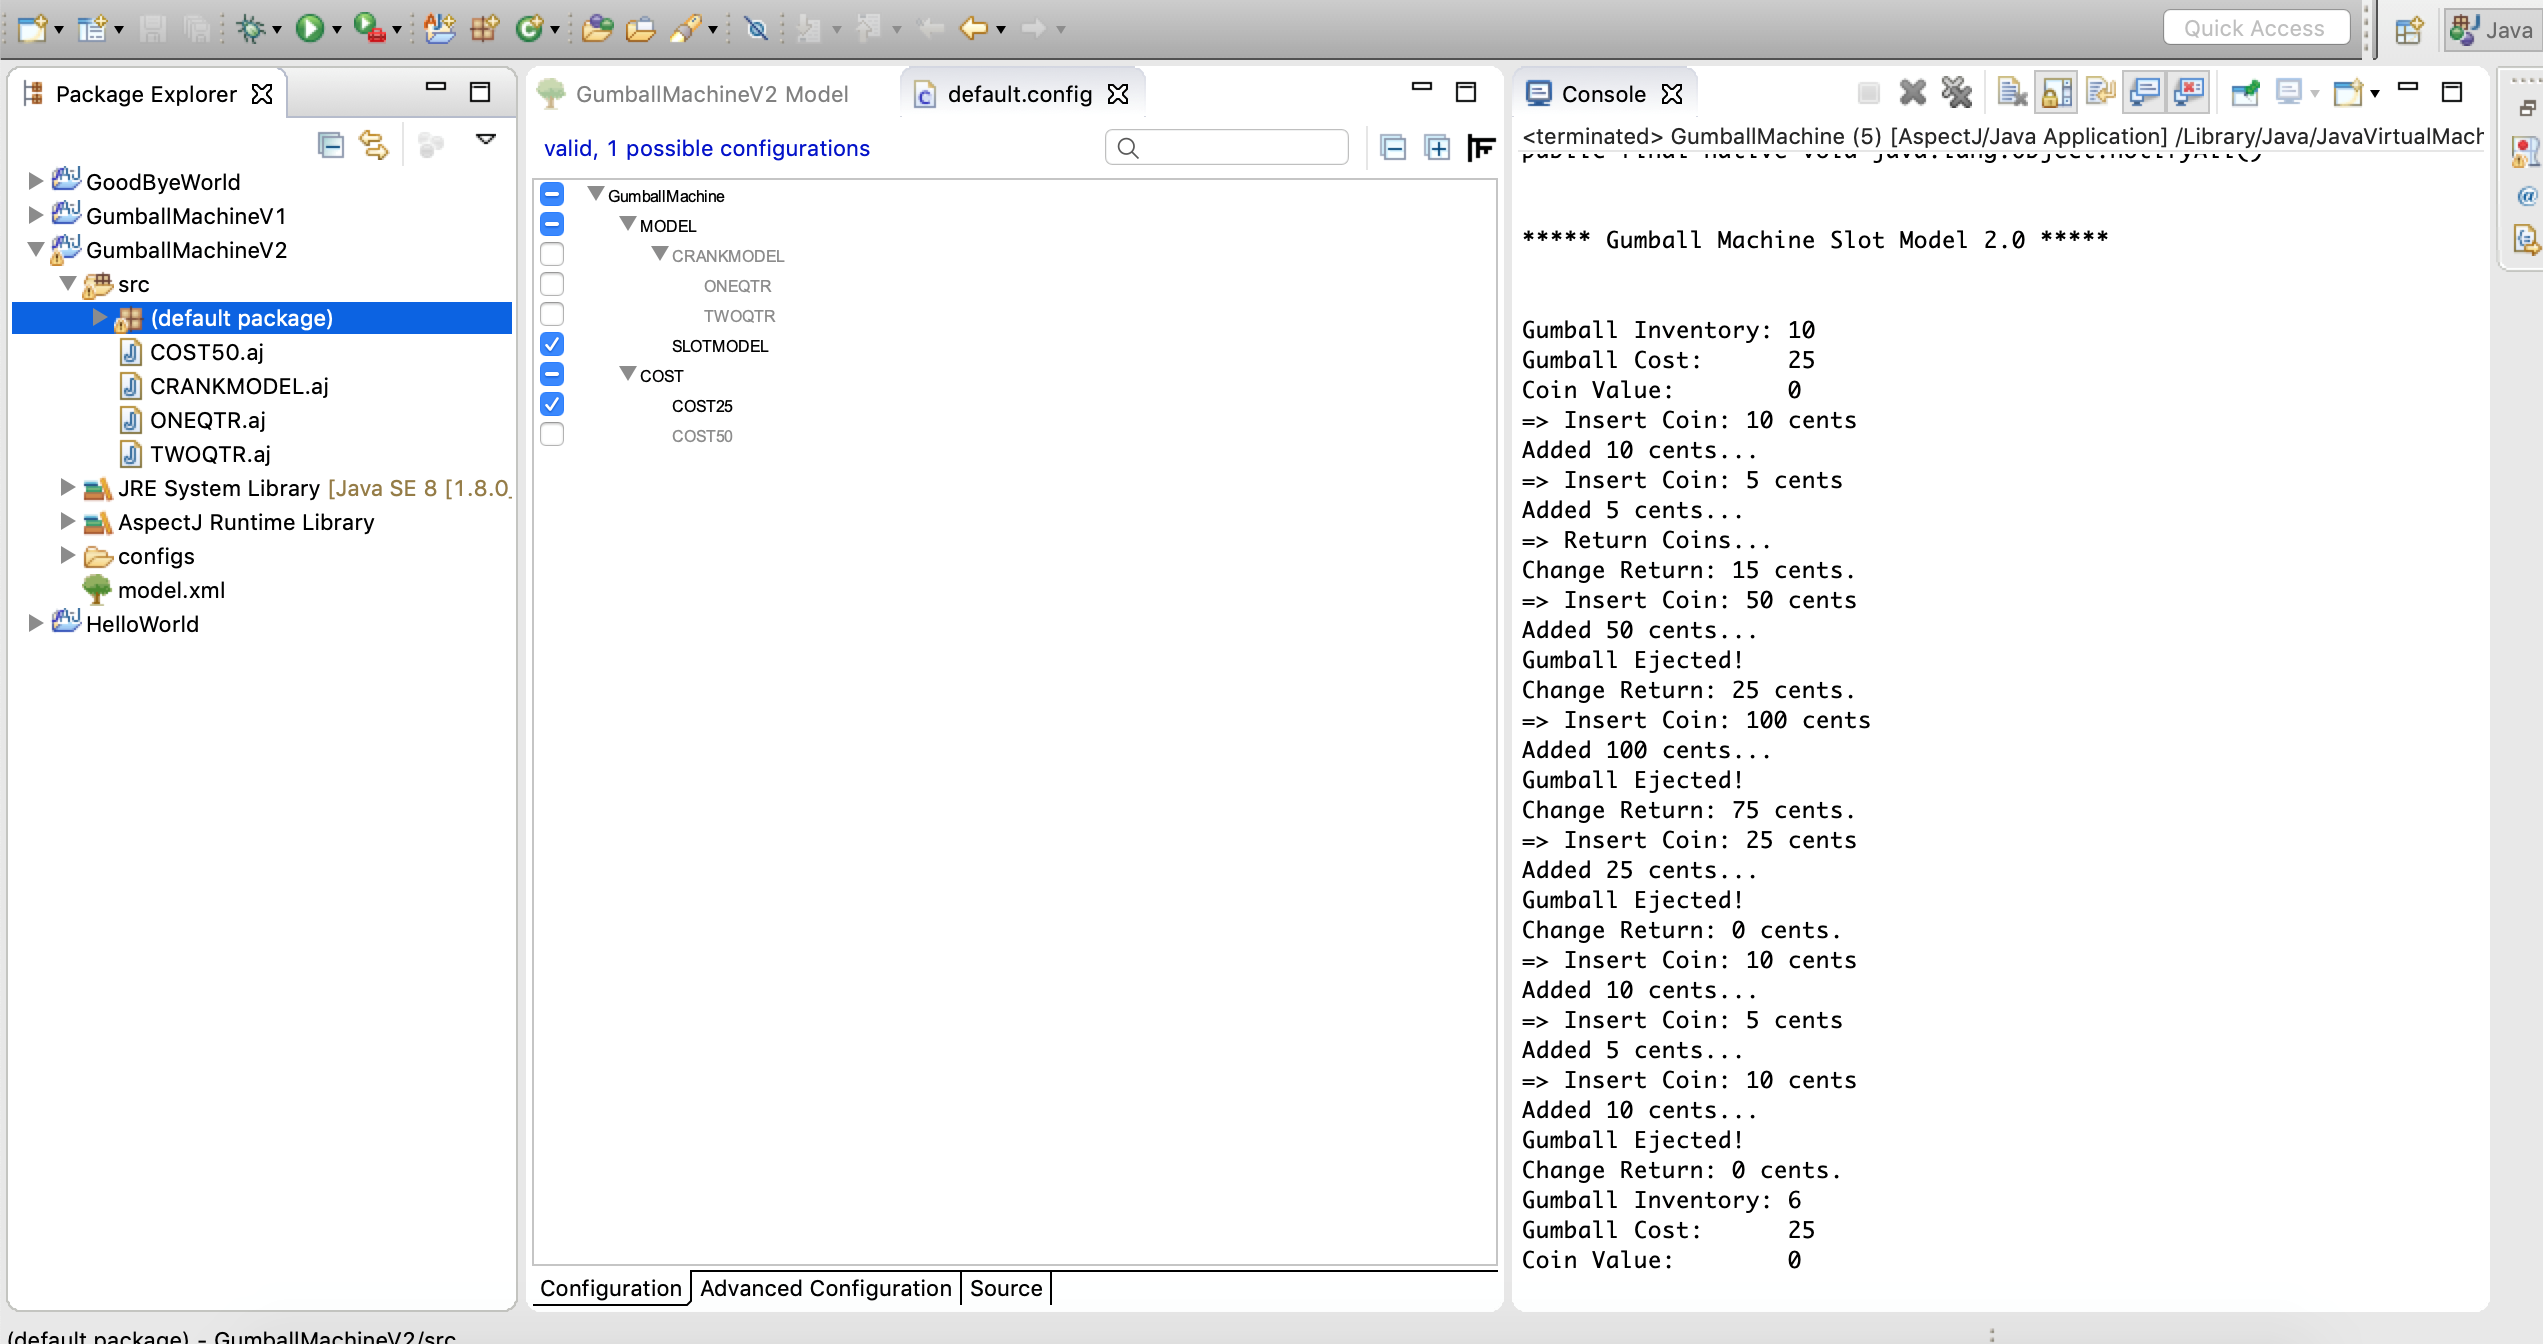 Quick Access
Java
Package Explorer
GoodByeWorld
GumballMachineV1
GumballMachineV2
src
(default package)
COST50.aj
CRANKMODEL.aj
ONEQTR.aj
TWOQTR.aj
JRE System Library [Java SE 8 [1.8.0_
AspectJ Runtime Library
configs
model.xml
HelloWorld
GumballMachineV2 Model
default.config
valid, 1 possible configurations
GumballMachine
MODEL
CRANKMODEL
ONEQTR
TWOQTR
SLOTMODEL
COST
COST25
COST50
Configuration
Advanced Configuration
Source
Console
<terminated> GumballMachine (5) [AspectJ/Java Application] /Library/Java/JavaVirtualMach
public final native void java.lang.Object.notifyAll()
***** Gumball Machine Slot Model 2.0 *****
Gumball Inventory: 10
Gumball Cost: 25
Coin Value: 0
=> Insert Coin: 10 cents
Added 10 cents...
=> Insert Coin: 5 cents
Added 5 cents...
=> Return Coins...
Change Return: 15 cents.
=> Insert Coin: 50 cents
Added 50 cents...
Gumball Ejected!
Change Return: 25 cents.
=> Insert Coin: 100 cents
Added 100 cents...
Gumball Ejected!
Change Return: 75 cents.
=> Insert Coin: 25 cents
Added 25 cents...
Gumball Ejected!
Change Return: 0 cents.
=> Insert Coin: 10 cents
Added 10 cents...
=> Insert Coin: 5 cents
Added 5 cents...
=> Insert Coin: 10 cents
Added 10 cents...
Gumball Ejected!
Change Return: 0 cents.
Gumball Inventory: 6
Gumball Cost: 25
Coin Value: 0
(default package) - GumballMachineV2/src